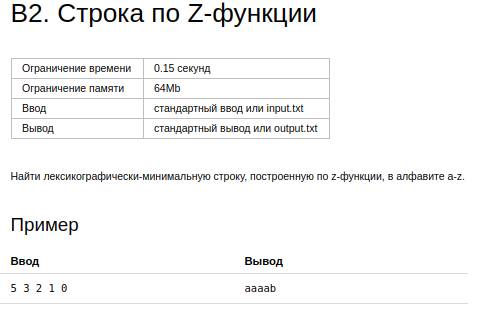 B2. Строка по Z-функции
Ограничение времени 0.15 секунд
Ограничение памяти 64Mb
Ввод стандартный ввод или input.txt
Вывод стандартный вывод или output.txt
Найти лексикографически-минимальную строку, построенную по z-функции, в алфавите a-z.
Пример
Ввод Вывод
5 3 2 1 0 aaaab